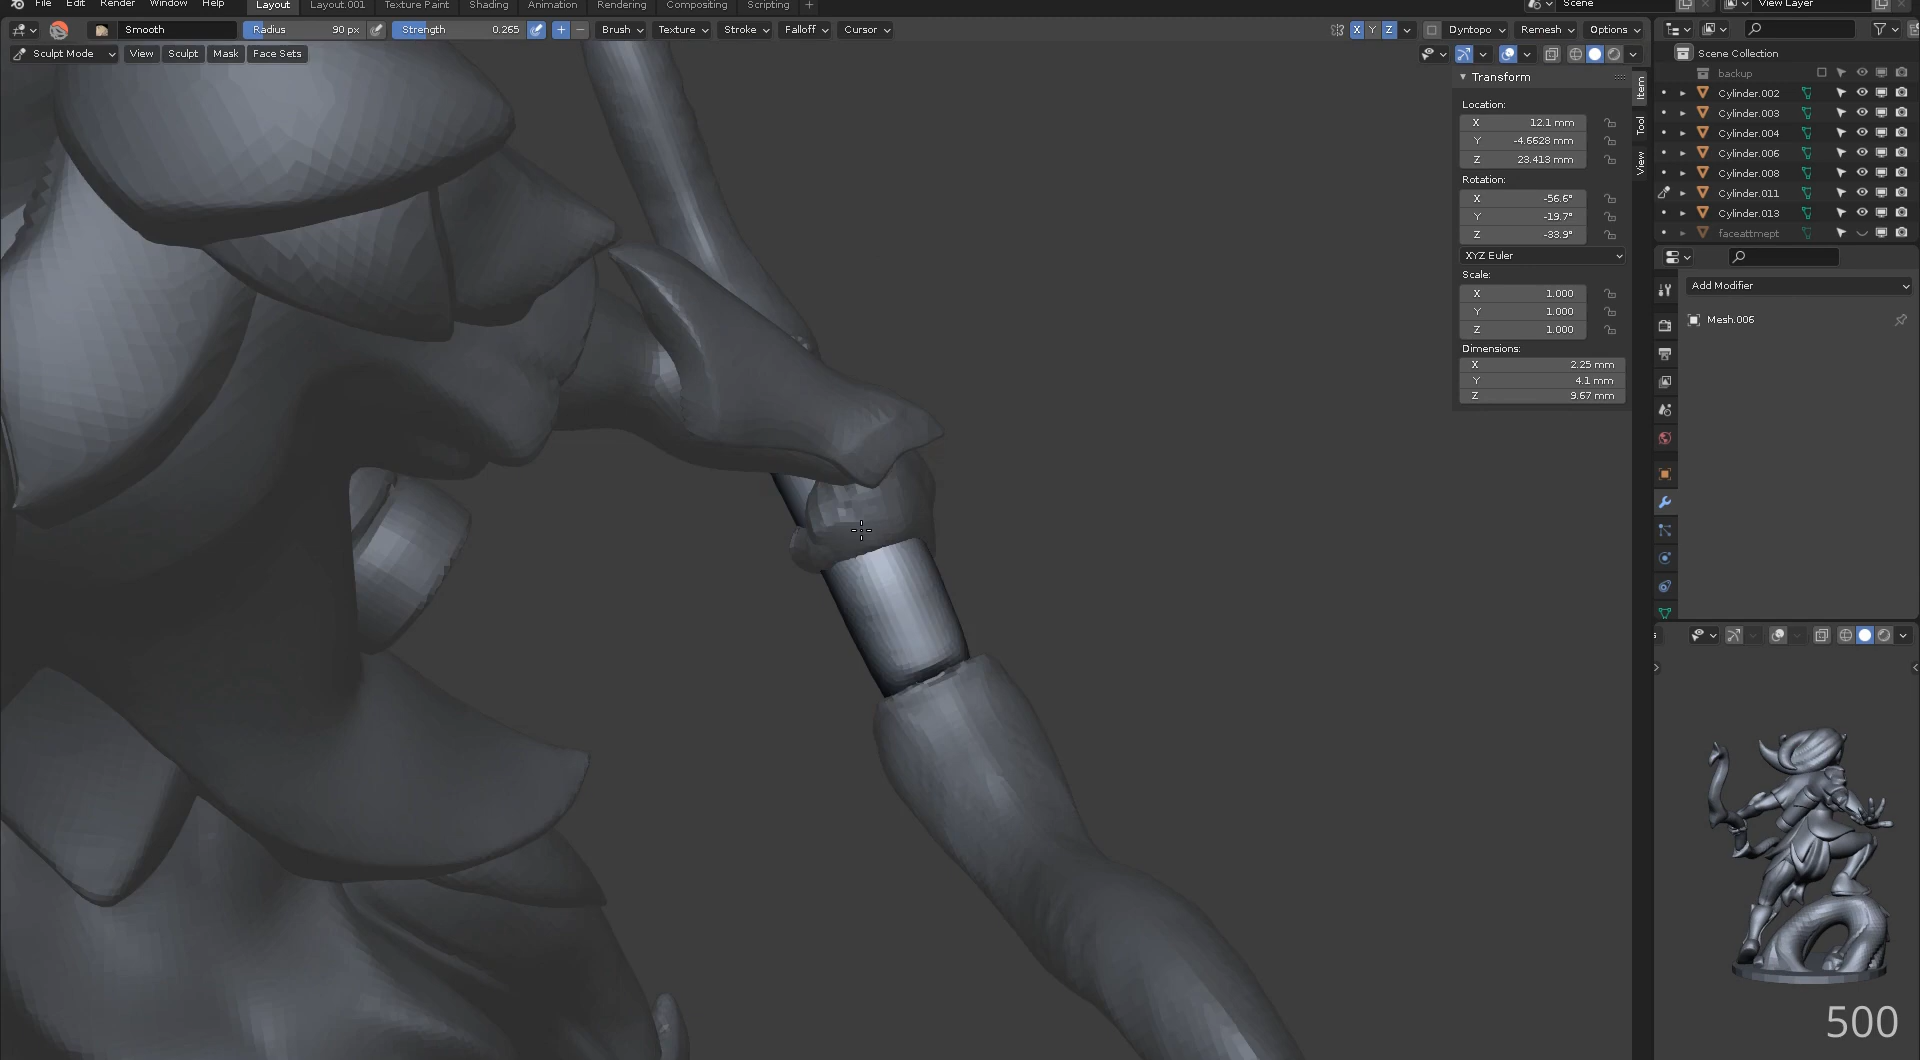 File Edit Render Window Help Layout Layout.001 Texture Paint Shading Animation Rendering Compositing Scripting + Scene View Layer
Smooth Radius 90 px Strength 0.265 + − Brush Texture Stroke Falloff Cursor X Y Z Dyntopo Remesh Options
Sculpt Mode View Sculpt Mask Face Sets
Transform
Location:
X 12.1 mm
Y -4.6628 mm
Z 23.413 mm
Rotation:
X -56.6°
Y -19.7°
Z -33.9°
XYZ Euler
Scale:
X 1.000
Y 1.000
Z 1.000
Dimensions:
X 2.25 mm
Y 4.1 mm
Z 9.67 mm
Item
Tool
View
Scene Collection
backup
Cylinder.002
Cylinder.003
Cylinder.004
Cylinder.006
Cylinder.008
Cylinder.011
Cylinder.013
faceattmept
Add Modifier
Mesh.006
500